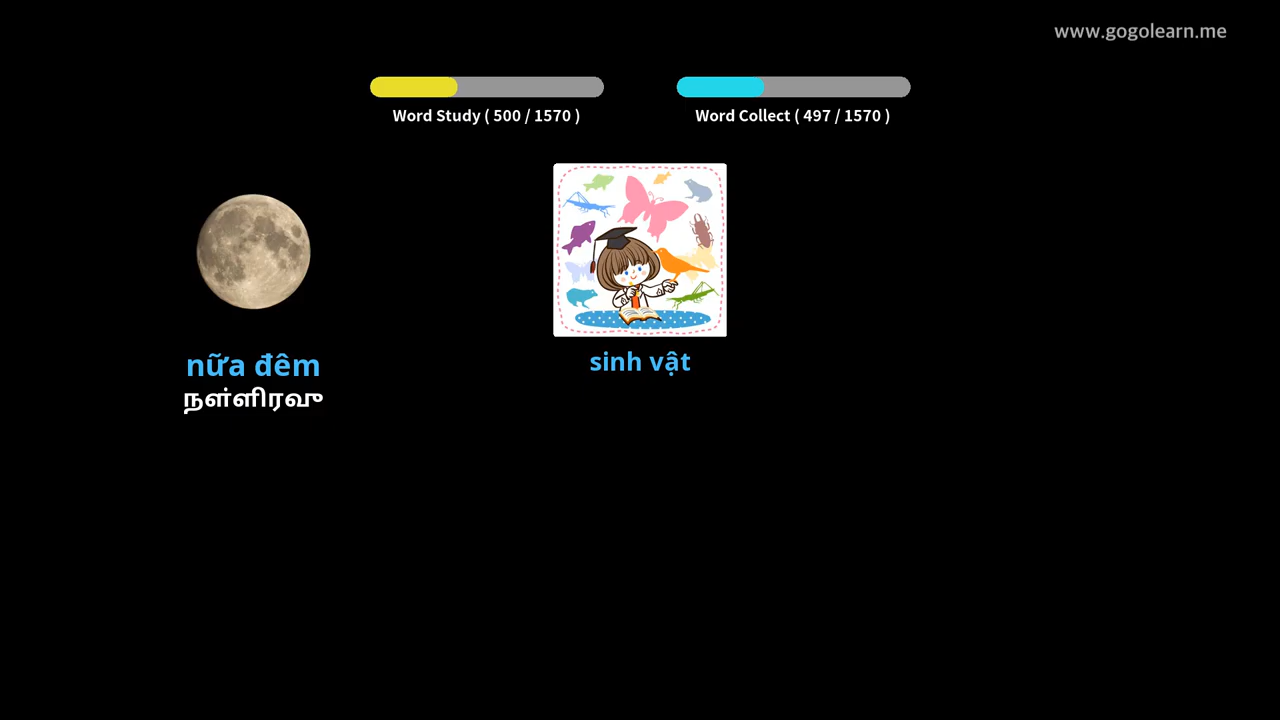 www.gogolearn.me
Word Study ( 500 / 1570 )
Word Collect ( 497 / 1570 )
nữa đêm
நள்ளிரவு
sinh vật